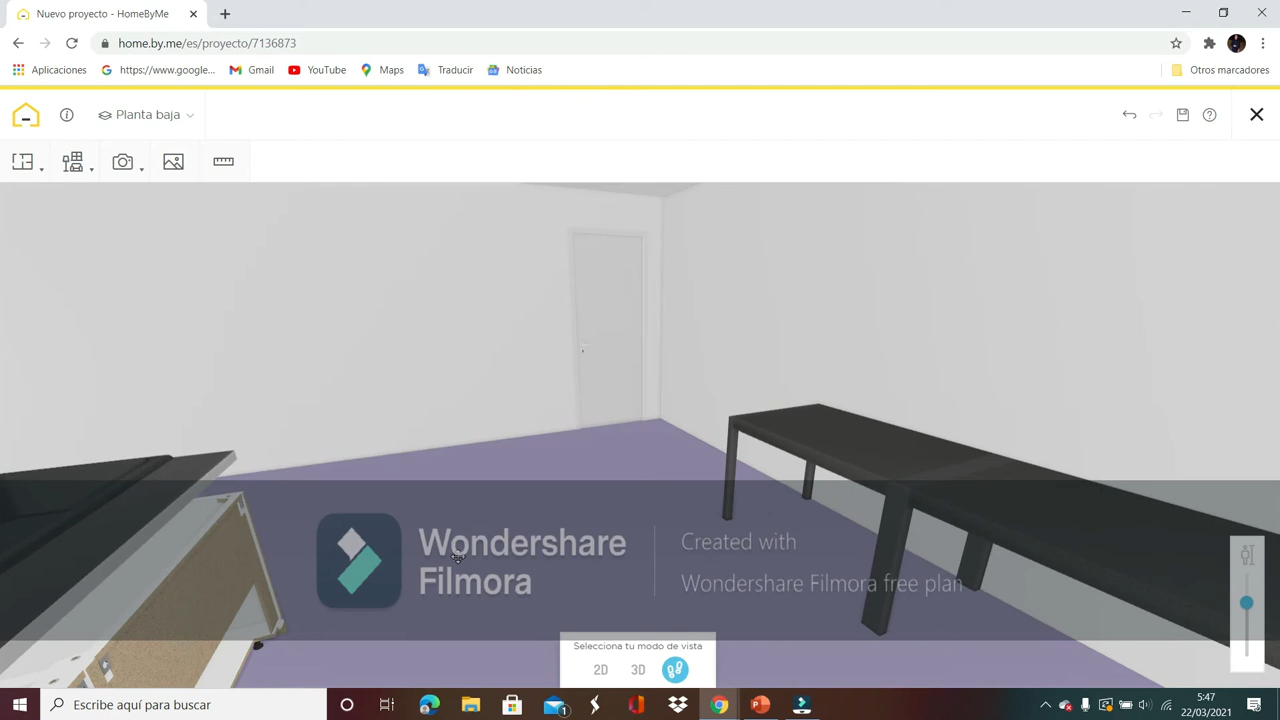 Nuevo proyecto - HomeByMe
home.by.me/es/proyecto/7136873
Aplicaciones
https://www.google...
Gmail
YouTube
Maps
Traducir
Noticias
Otros marcadores
Planta baja
Wondershare
Filmora
Created with
Wondershare Filmora free plan
Selecciona tu modo de vista
2D
3D
Escribe aquí para buscar
1
5:47
22/03/2021